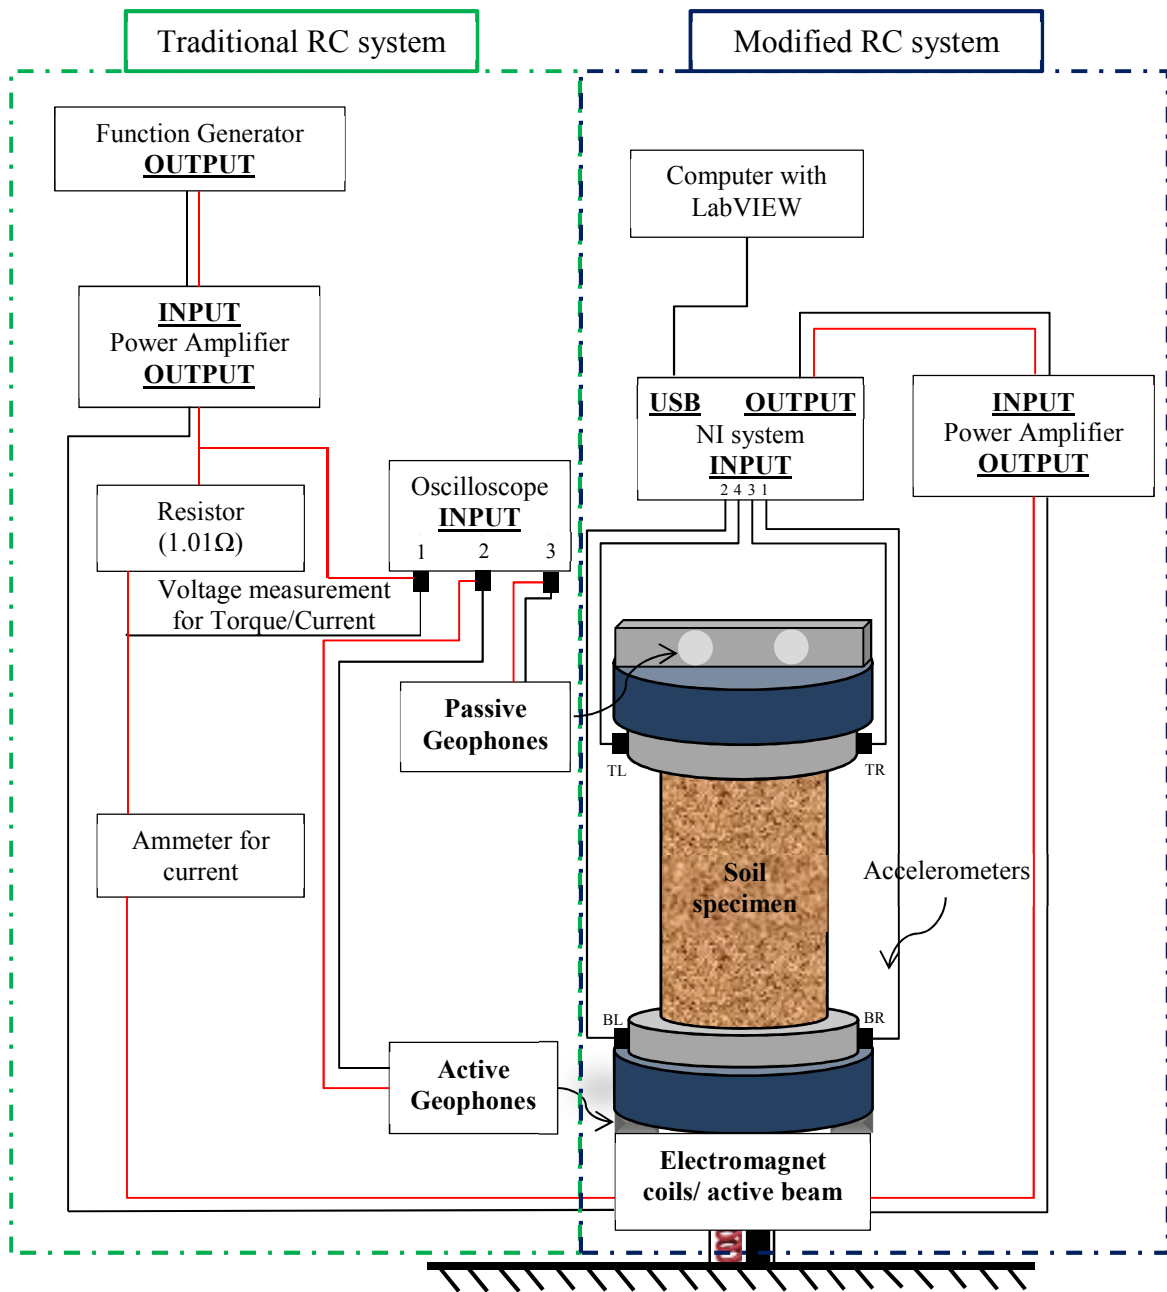 Traditional RC system
Modified RC system
Function Generator
OUTPUT
INPUT
Power Amplifier
OUTPUT
Resistor
(1.01Ω)
Oscilloscope
INPUT
1 2 3
Voltage measurement
for Torque/Current
Passive
Geophones
Ammeter for
current
Active
Geophones
Computer with
LabVIEW
USB OUTPUT
NI system
INPUT
2 4 3 1
INPUT
Power Amplifier
OUTPUT
TL
TR
Soil
specimen
Accelerometers
BL
BR
Electromagnet
coils/ active beam